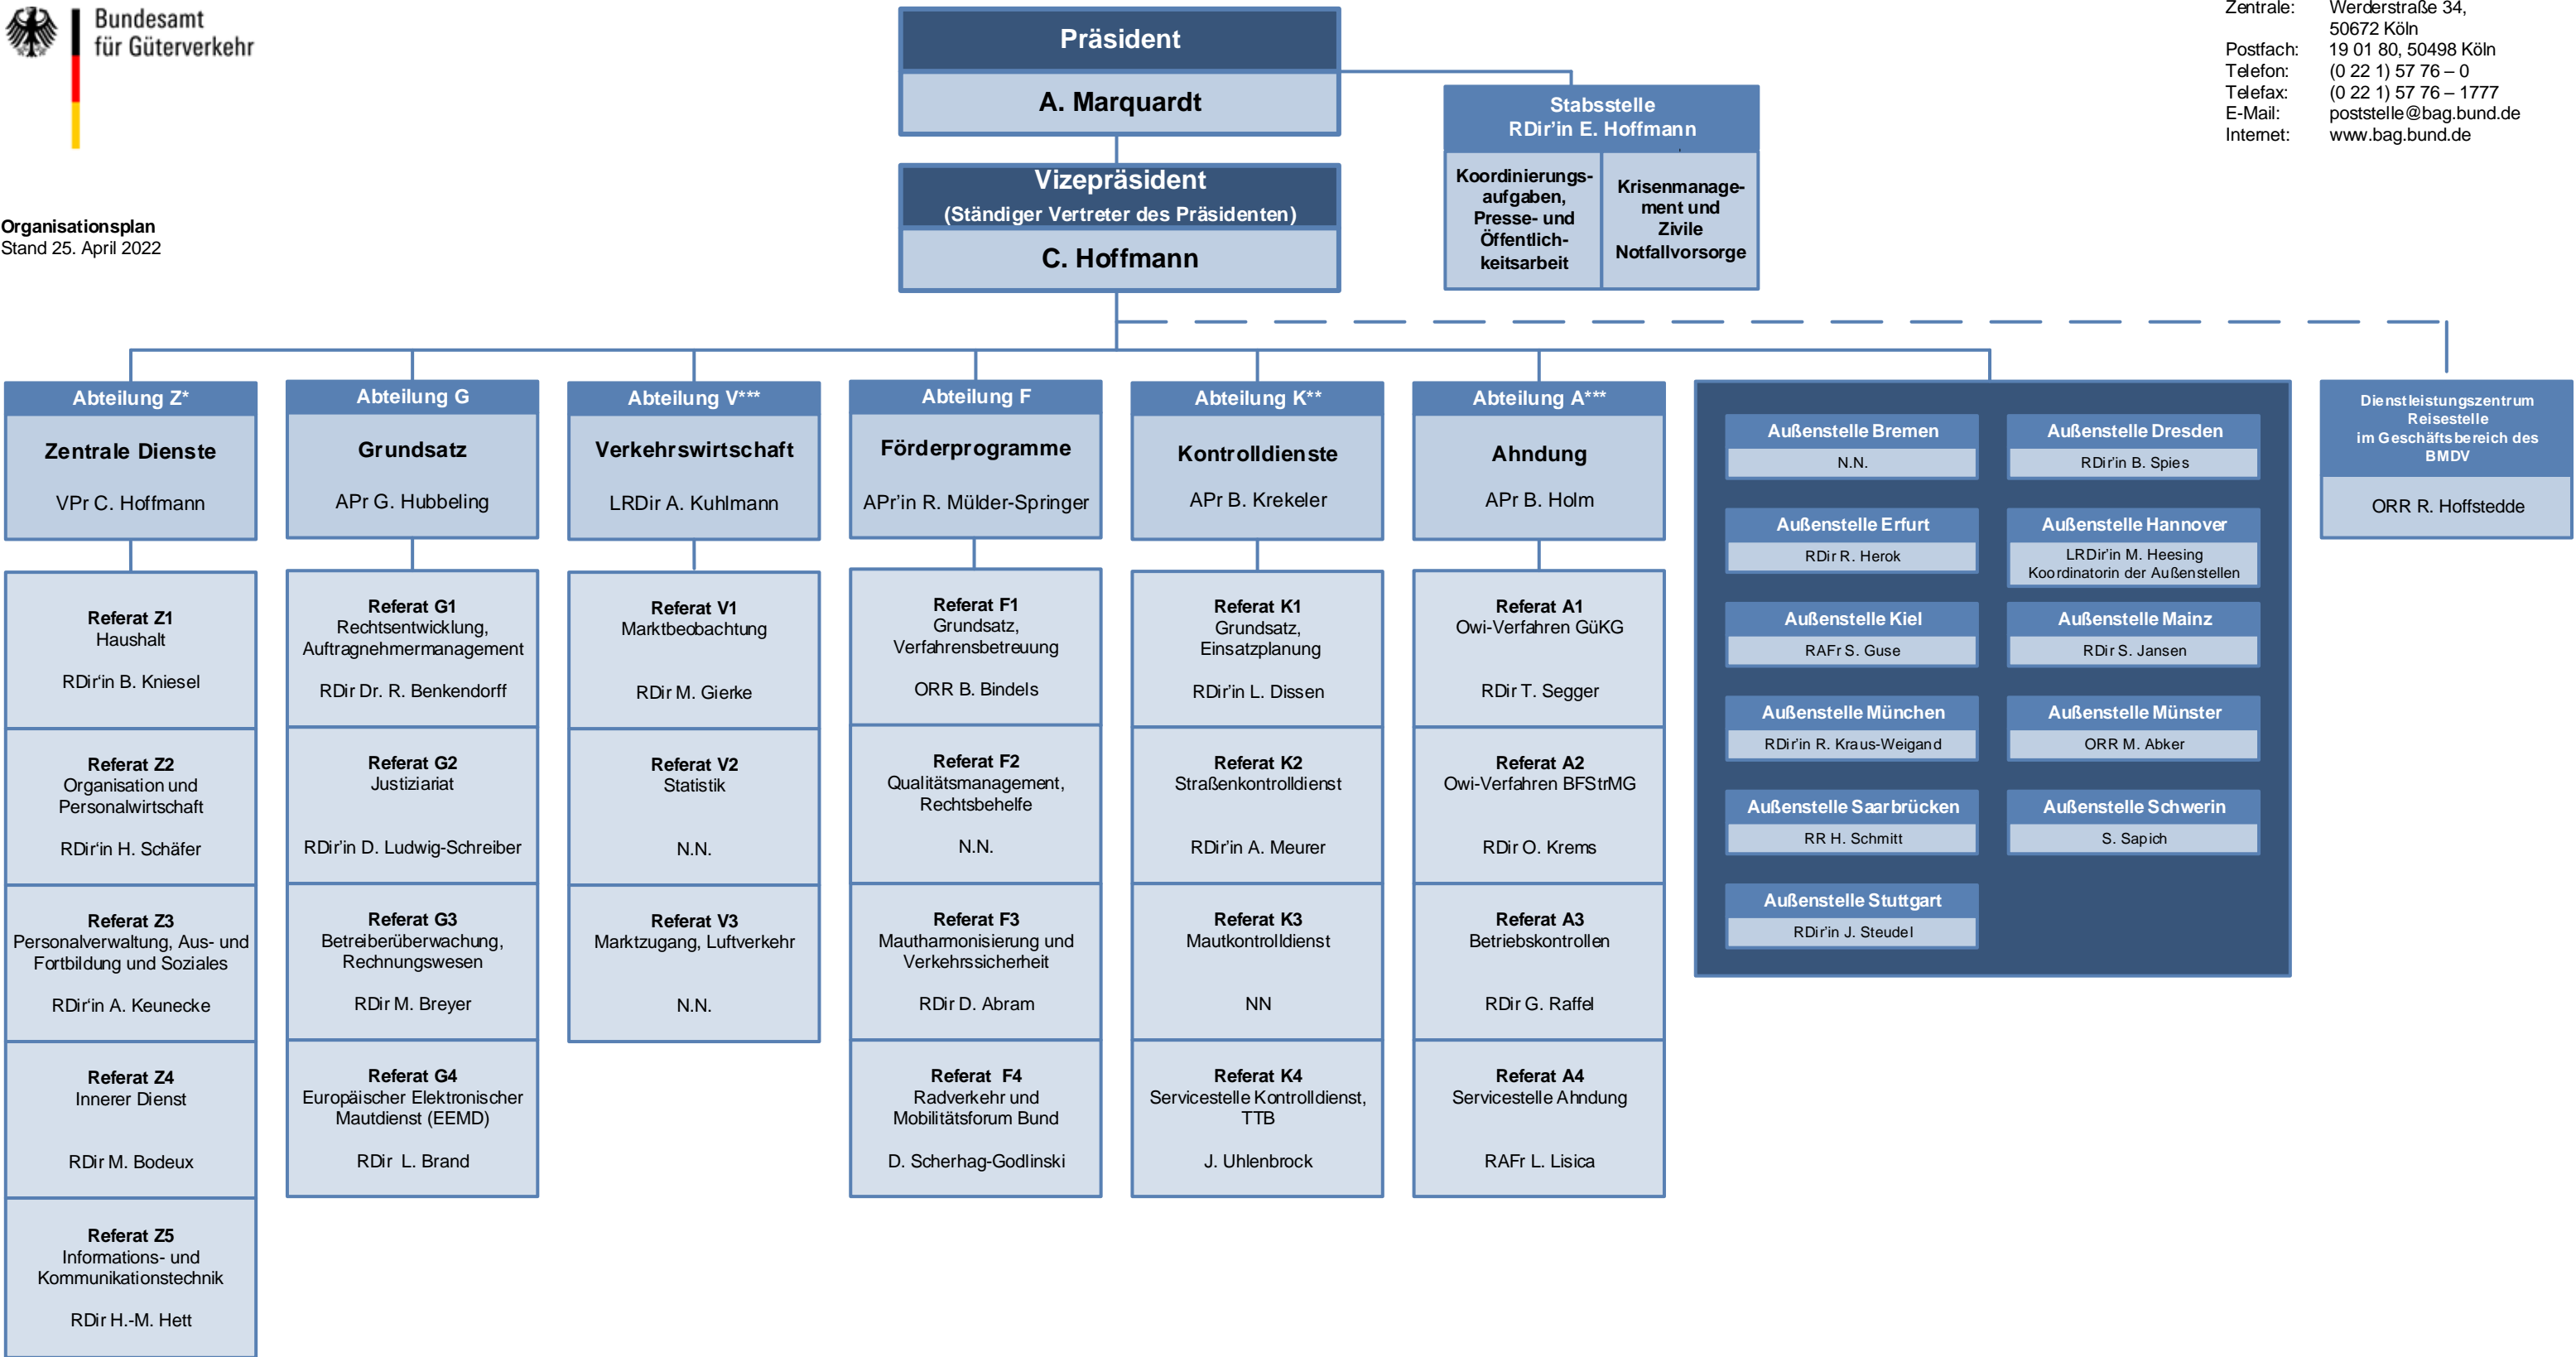 Bundesamt
für Güterverkehr
Organisationsplan
Stand 25. April 2022
Präsident
A. Marquardt
Vizepräsident
(Ständiger Vertreter des Präsidenten)
C. Hoffmann
Stabsstelle
RDir’in E. Hoffmann
Koordinierungs-
aufgaben,
Presse- und
Öffentlich-
keitsarbeit
Krisenmanage-
ment und
Zivile
Notfallvorsorge
Zentrale: Werderstraße 34,
50672 Köln
Postfach: 19 01 80, 50498 Köln
Telefon: (0 22 1) 57 76 – 0
Telefax: (0 22 1) 57 76 – 1777
E-Mail: poststelle@bag.bund.de
Internet: www.bag.bund.de
Abteilung Z*
Zentrale Dienste
VPr C. Hoffmann
Referat Z1
Haushalt
RDir‘in B. Kniesel
Referat Z2
Organisation und
Personalwirtschaft
RDir‘in H. Schäfer
Referat Z3
Personalverwaltung, Aus- und
Fortbildung und Soziales
RDir‘in A. Keunecke
Referat Z4
Innerer Dienst
RDir M. Bodeux
Referat Z5
Informations- und
Kommunikationstechnik
RDir H.-M. Hett
Abteilung G
Grundsatz
APr G. Hubbeling
Referat G1
Rechtsentwicklung,
Auftragnehmermanagement
RDir Dr. R. Benkendorff
Referat G2
Justiziariat
RDir’in D. Ludwig-Schreiber
Referat G3
Betreiberüberwachung,
Rechnungswesen
RDir M. Breyer
Referat G4
Europäischer Elektronischer
Mautdienst (EEMD)
RDir L. Brand
Abteilung V***
Verkehrswirtschaft
LRDir A. Kuhlmann
Referat V1
Marktbeobachtung
RDir M. Gierke
Referat V2
Statistik
N.N.
Referat V3
Marktzugang, Luftverkehr
N.N.
Abteilung F
Förderprogramme
APr’in R. Mülder-Springer
Referat F1
Grundsatz,
Verfahrensbetreuung
ORR B. Bindels
Referat F2
Qualitätsmanagement,
Rechtsbehelfe
N.N.
Referat F3
Mautharmonisierung und
Verkehrssicherheit
RDir D. Abram
Referat F4
Radverkehr und
Mobilitätsforum Bund
D. Scherhag-Godlinski
Abteilung K**
Kontrolldienste
APr B. Krekeler
Referat K1
Grundsatz,
Einsatzplanung
RDir’in L. Dissen
Referat K2
Straßenkontrolldienst
RDir’in A. Meurer
Referat K3
Mautkontrolldienst
NN
Referat K4
Servicestelle Kontrolldienst,
TTB
J. Uhlenbrock
Abteilung A***
Ahndung
APr B. Holm
Referat A1
Owi-Verfahren GüKG
RDir T. Segger
Referat A2
Owi-Verfahren BFStrMG
RDir O. Krems
Referat A3
Betriebskontrollen
RDir G. Raffel
Referat A4
Servicestelle Ahndung
RAFr L. Lisica
Außenstelle Bremen
N.N.
Außenstelle Dresden
RDir’in B. Spies
Außenstelle Erfurt
RDir R. Herok
Außenstelle Hannover
LRDir’in M. Heesing
Koordinatorin der Außenstellen
Außenstelle Kiel
RAFr S. Guse
Außenstelle Mainz
RDir S. Jansen
Außenstelle München
RDir’in R. Kraus-Weigand
Außenstelle Münster
ORR M. Abker
Außenstelle Saarbrücken
RR H. Schmitt
Außenstelle Schwerin
S. Sapich
Außenstelle Stuttgart
RDir’in J. Steudel
Dienstleistungszentrum
Reisestelle
im Geschäftsbereich des
BMDV
ORR R. Hoffstedde